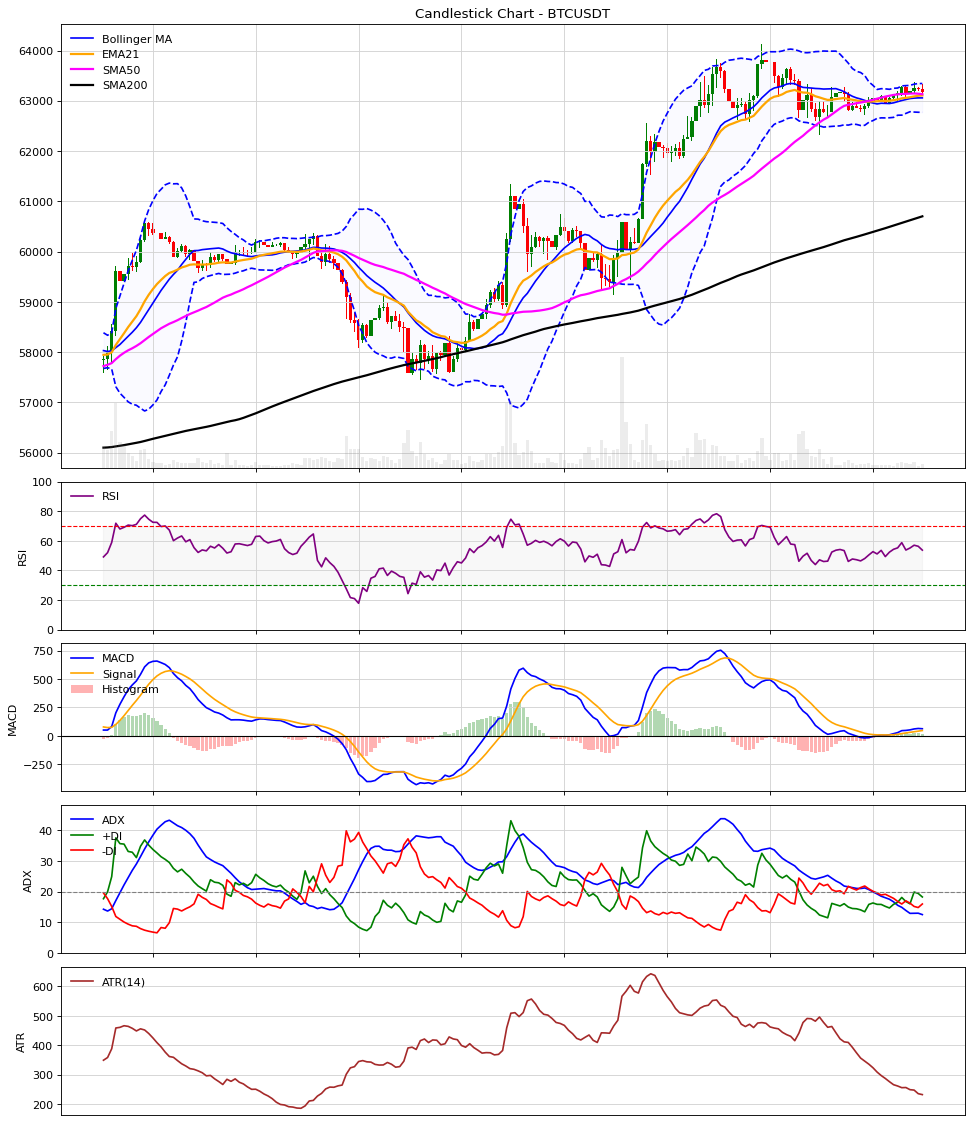 Candlestick Chart - BTCUSDT
Bollinger MA
EMA21
SMA50
SMA200
64000
63000
62000
61000
60000
59000
58000
57000
56000
RSI
100
80
60
40
20
0
RSI
MACD
Signal
Histogram
750
500
250
0
−250
MACD
ADX
+DI
-DI
40
30
20
10
0
ADX
ATR(14)
600
500
400
300
200
ATR